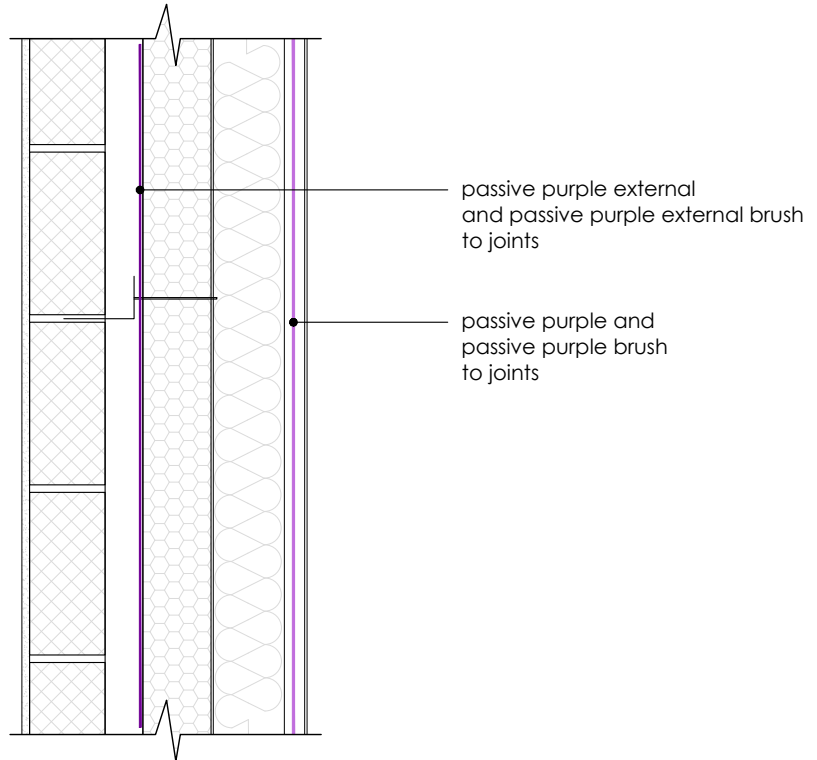 passive purple external
and passive purple external brush
to joints
passive purple and
passive purple brush
to joints